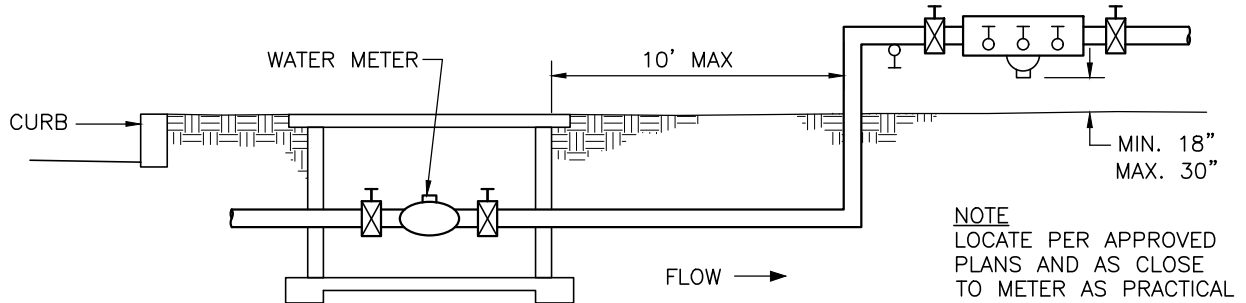 WATER METER
10' MAX
CURB
MIN. 18"
MAX. 30"
NOTE
LOCATE PER APPROVED
PLANS AND AS CLOSE
TO METER AS PRACTICAL
FLOW